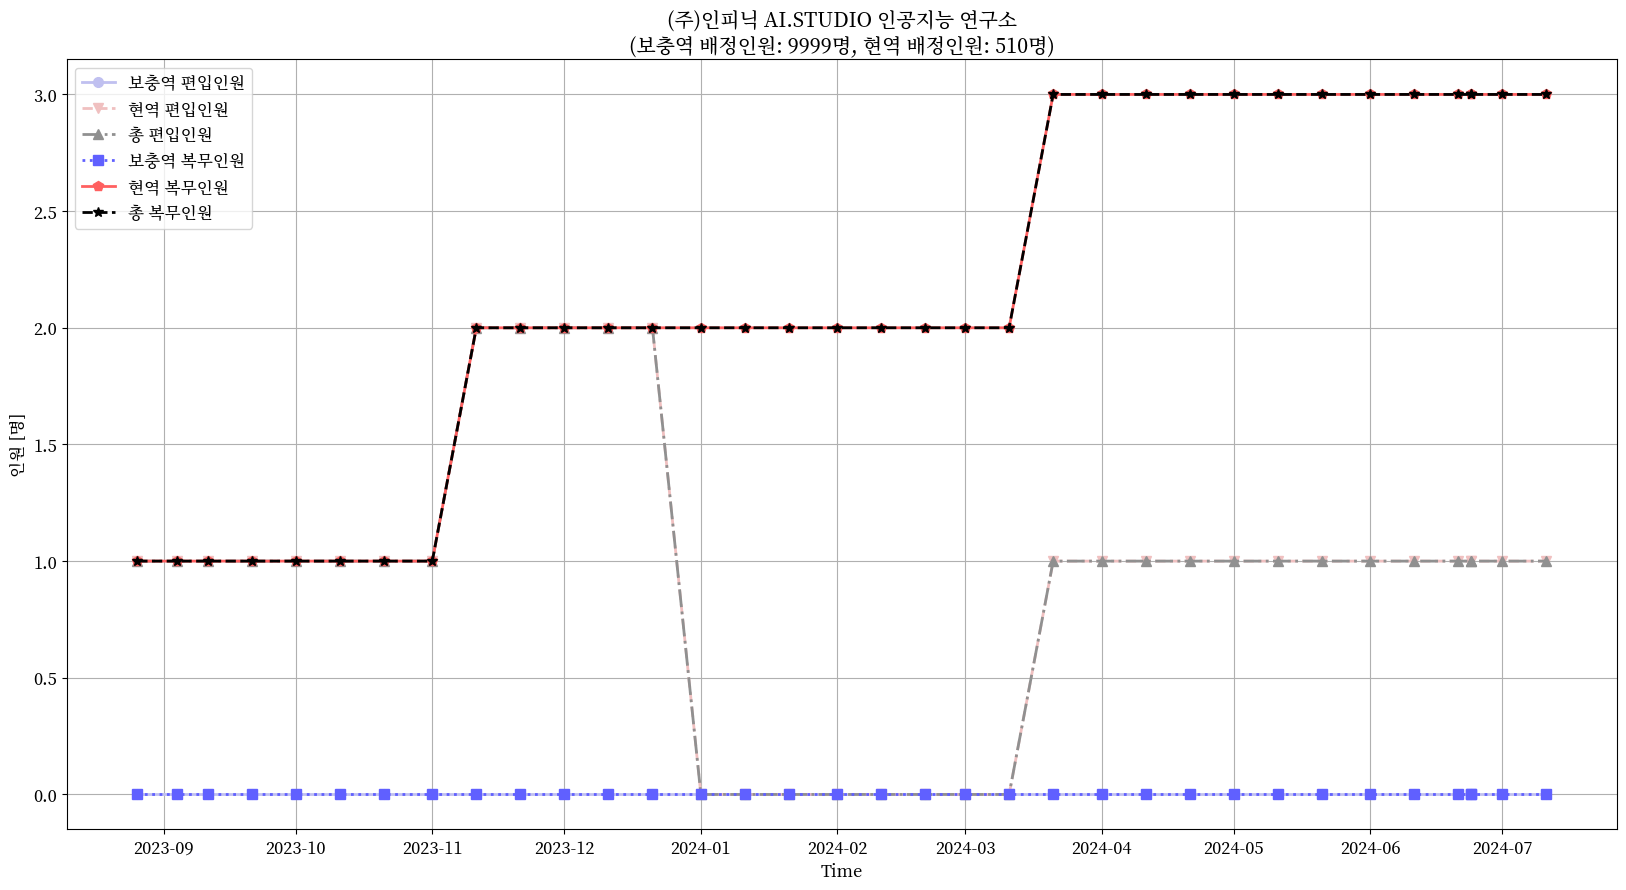 (주)인피닉 AI.STUDIO 인공지능 연구소
(보충역 배정인원: 9999명, 현역 배정인원: 510명)
보충역 편입인원
현역 편입인원
총 편입인원
보충역 복무인원
현역 복무인원
총 복무인원
3.0
2.5
2.0
1.5
1.0
0.5
0.0
인원 [명]
2023-09
2023-10
2023-11
2023-12
2024-01
2024-02
2024-03
2024-04
2024-05
2024-06
2024-07
Time